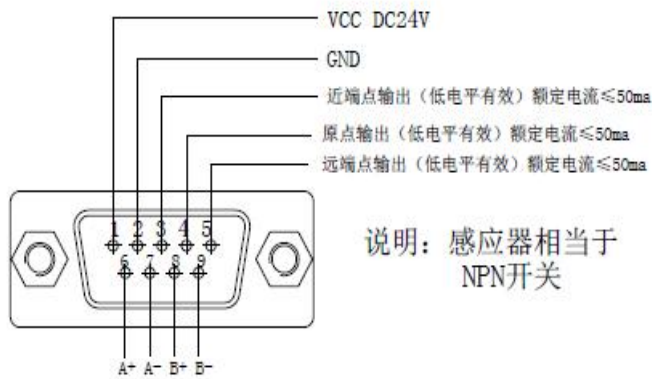 VCC DC24V
GND
近端点输出（低电平有效）额定电流≤50ma
原点输出（低电平有效）额定电流≤50ma
远端点输出（低电平有效）额定电流≤50ma
1 2 3 4 5
6 7 8 9
说明：感应器相当于
NPN开关
A+ A- B+ B-